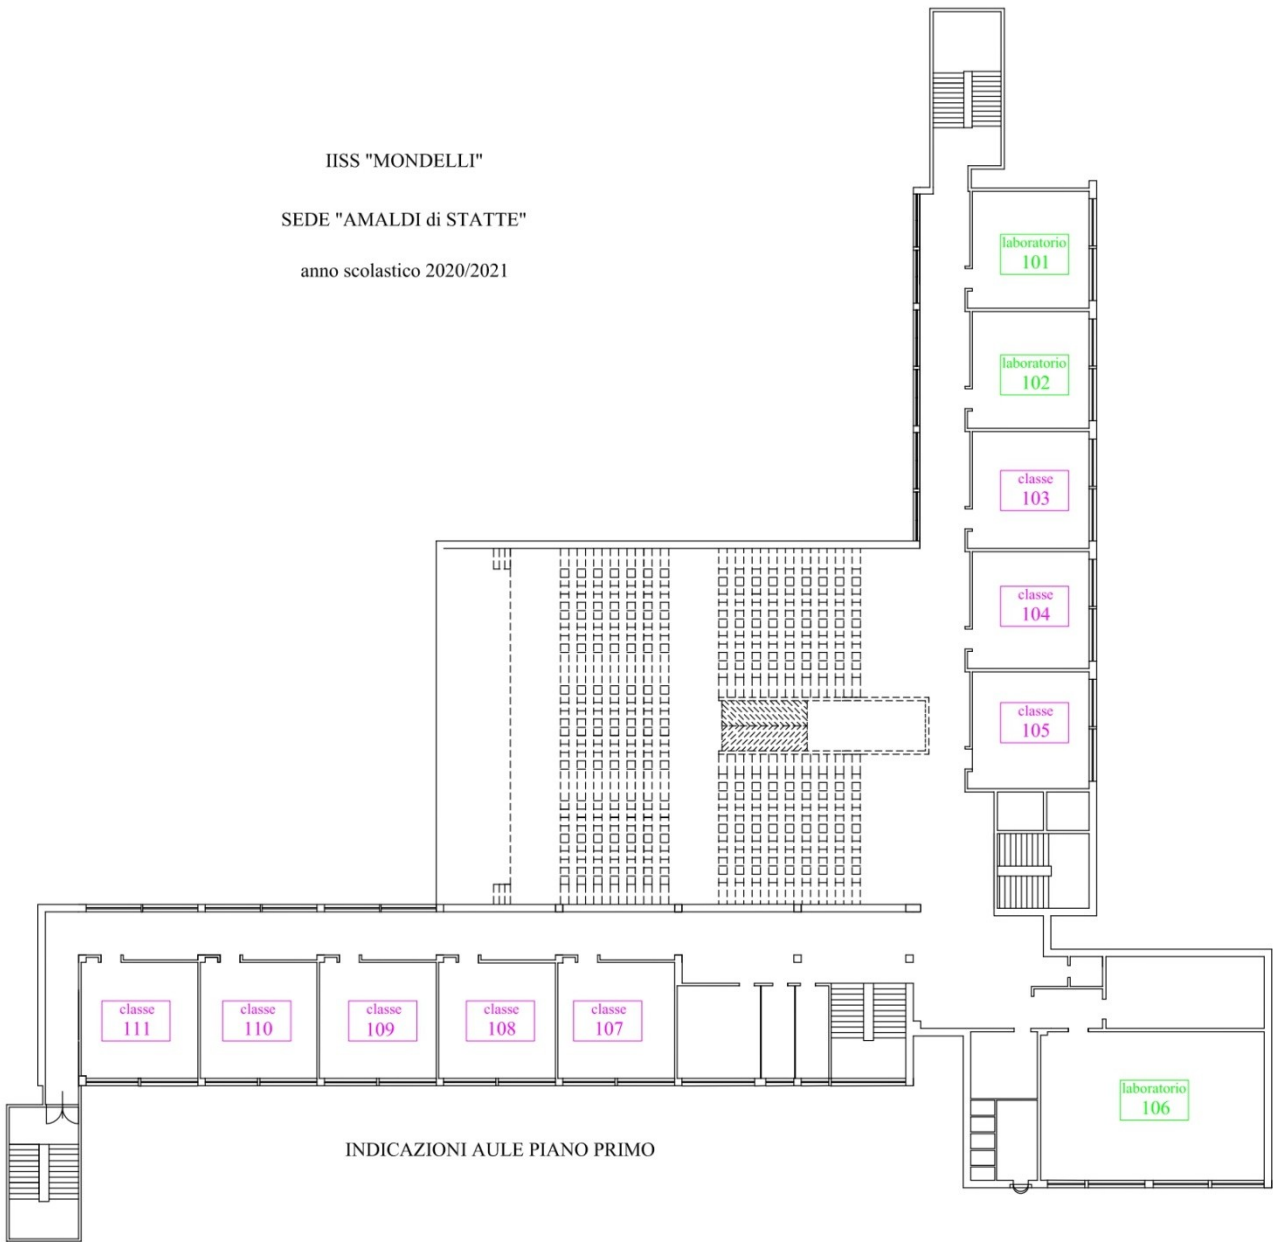 IISS "MONDELLI"
SEDE "AMALDI di STATTE"
anno scolastico 2020/2021
laboratorio
101
laboratorio
102
classe
103
classe
104
classe
105
classe
111
classe
110
classe
109
classe
108
classe
107
laboratorio
106
INDICAZIONI AULE PIANO PRIMO